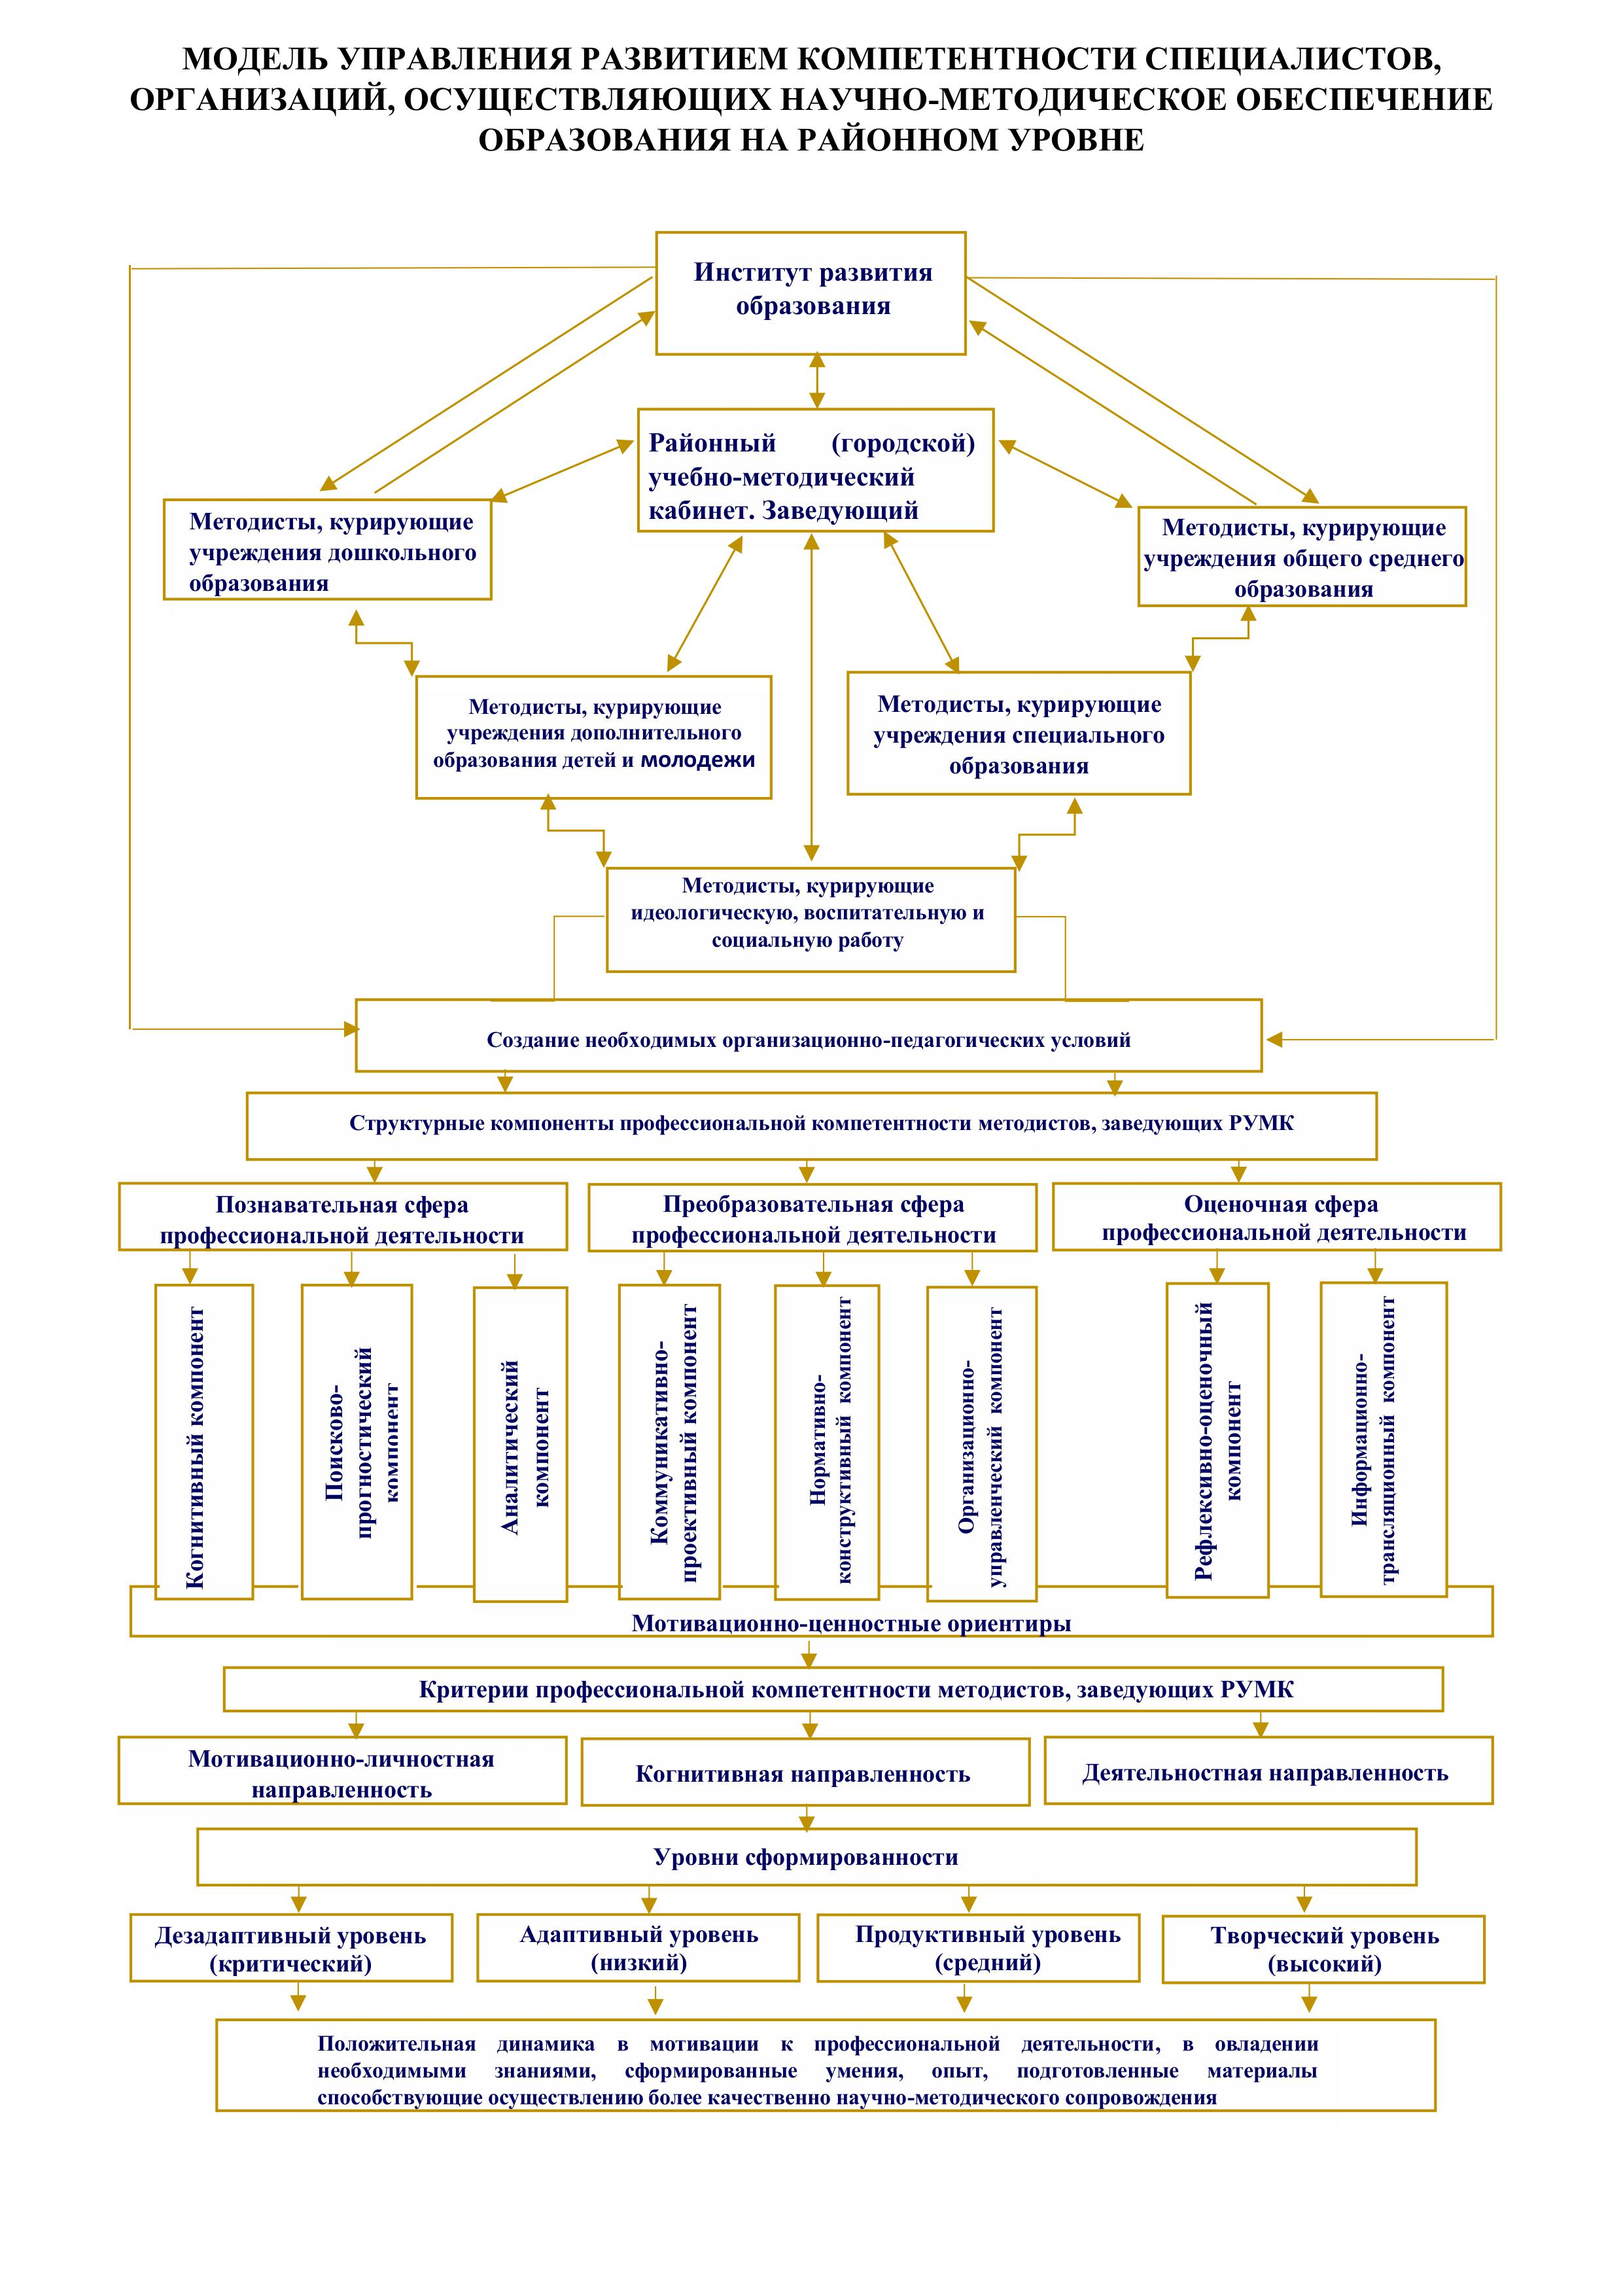 МОДЕЛЬ УПРАВЛЕНИЯ РАЗВИТИЕМ КОМПЕТЕНТНОСТИ СПЕЦИАЛИСТОВ,
ОРГАНИЗАЦИЙ, ОСУЩЕСТВЛЯЮЩИХ НАУЧНО-МЕТОДИЧЕСКОЕ ОБЕСПЕЧЕНИЕ
ОБРАЗОВАНИЯ НА РАЙОННОМ УРОВНЕ
Институт развития
образования
Районный (городской)
учебно-методический
кабинет. Заведующий
Методисты, курирующие
учреждения дошкольного
образования
Методисты, курирующие
учреждения общего среднего
образования
Методисты, курирующие
учреждения дополнительного
образования детей и молодежи
Методисты, курирующие
учреждения специального
образования
Методисты, курирующие
идеологическую, воспитательную и
социальную работу
Создание необходимых организационно-педагогических условий
Структурные компоненты профессиональной компетентности методистов, заведующих РУМК
Познавательная сфера
профессиональной деятельности
Преобразовательная сфера
профессиональной деятельности
Оценочная сфера
профессиональной деятельности
Когнитивный компонент
Поисково-
прогностический
компонент
Аналитический
компонент
Коммуникативно-
проективный компонент
Нормативно-
конструктивный компонент
Организационно-
управленческий компонент
Рефлексивно-оценочный
компонент
Информационно-
трансляционный компонент
Мотивационно-ценностные ориентиры
Критерии профессиональной компетентности методистов, заведующих РУМК
Мотивационно-личностная
направленность
Когнитивная направленность
Деятельностная направленность
Уровни сформированности
Дезадаптивный уровень
(критический)
Адаптивный уровень
(низкий)
Продуктивный уровень
(средний)
Творческий уровень
(высокий)
Положительная динамика в мотивации к профессиональной деятельности, в овладении
необходимыми знаниями, сформированные умения, опыт, подготовленные материалы
способствующие осуществлению более качественно научно-методического сопровождения